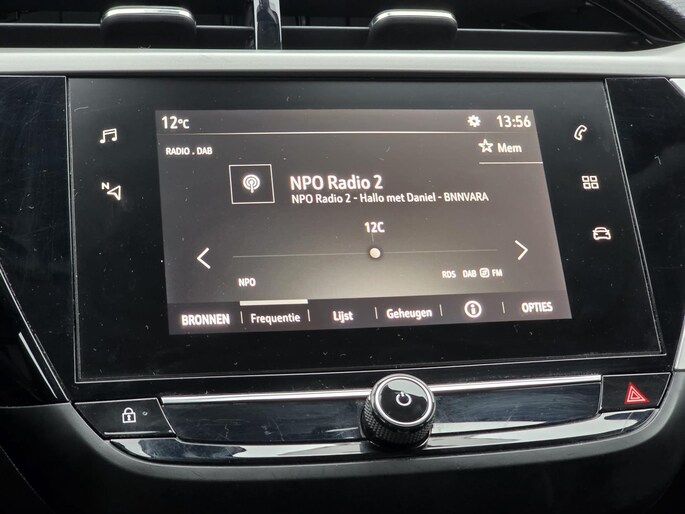 12°C 13:56
RADIO . DAB Mem
NPO Radio 2
NPO Radio 2 - Hallo met Daniel - BNNVARA
12C
N
NPO RDS DAB FM
BRONNEN Frequentie Lijst Geheugen OPTIES